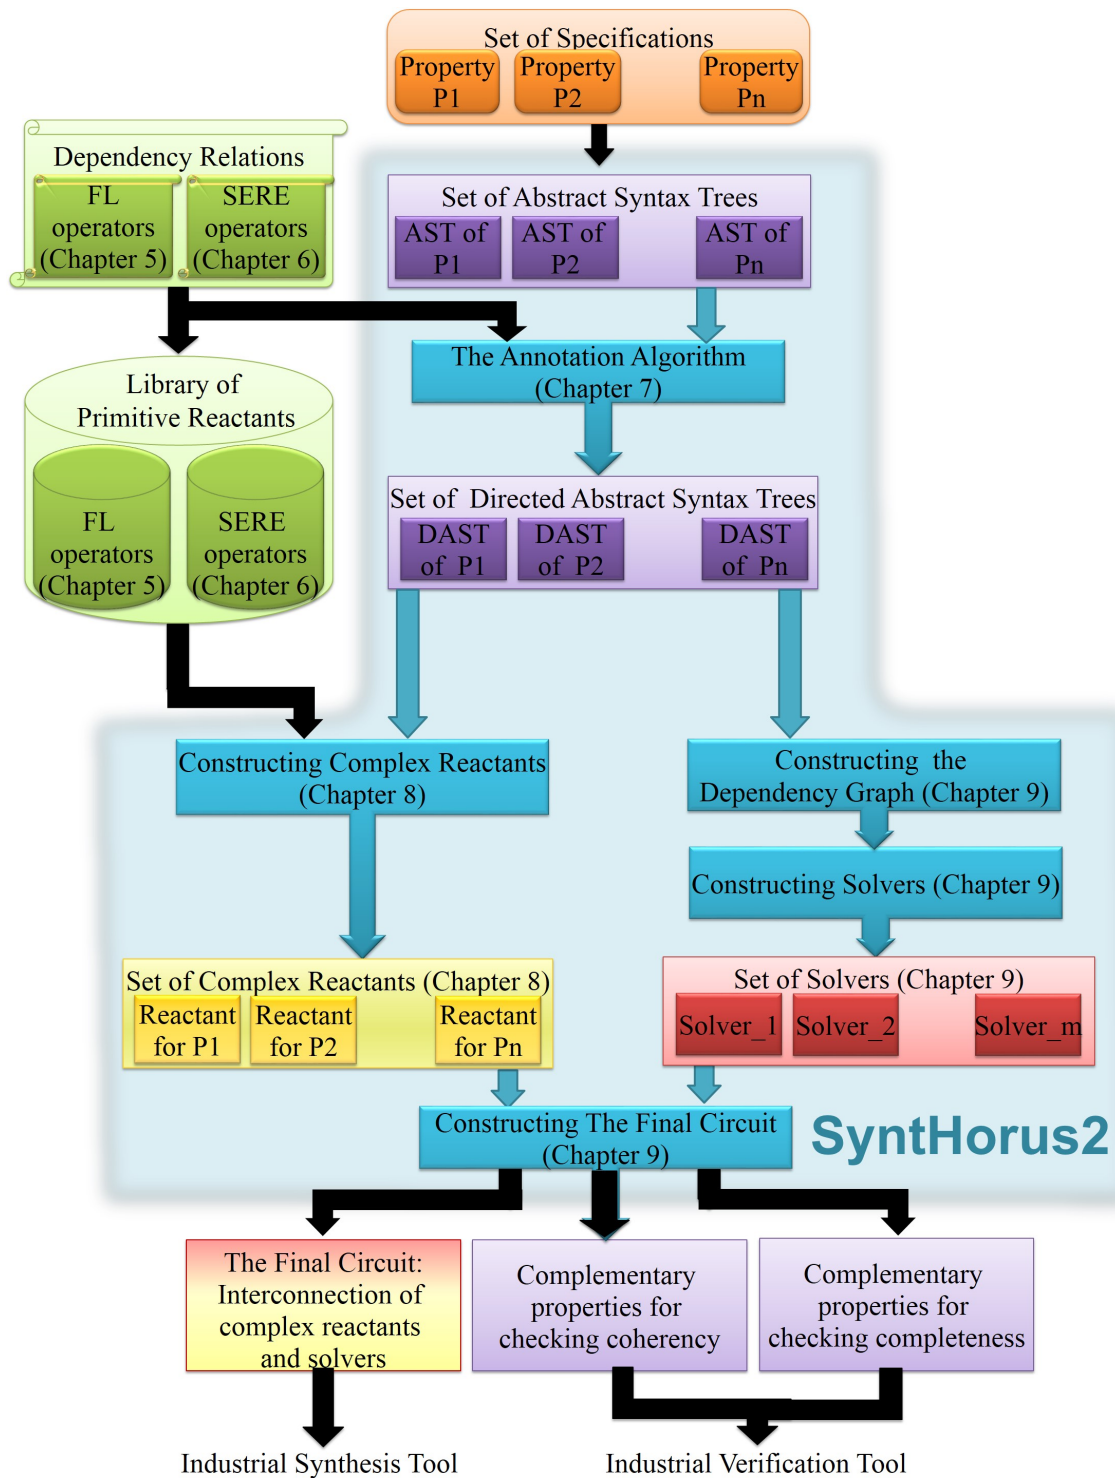 Set of Specifications
Property
P1
Property
P2
Property
Pn
Dependency Relations
FL
operators
(Chapter 5)
SERE
operators
(Chapter 6)
Set of Abstract Syntax Trees
AST of
P1
AST of
P2
AST of
Pn
The Annotation Algorithm
(Chapter 7)
Library of
Primitive Reactants
FL
operators
(Chapter 5)
SERE
operators
(Chapter 6)
Set of Directed Abstract Syntax Trees
DAST
of P1
DAST
of P2
DAST
of Pn
Constructing Complex Reactants
(Chapter 8)
Constructing the
Dependency Graph (Chapter 9)
Constructing Solvers (Chapter 9)
Set of Complex Reactants (Chapter 8)
Reactant
for P1
Reactant
for P2
Reactant
for Pn
Set of Solvers (Chapter 9)
Solver_1
Solver_2
Solver_m
Constructing The Final Circuit
(Chapter 9)
SyntHorus2
The Final Circuit:
Interconnection of
complex reactants
and solvers
Complementary
properties for
checking coherency
Complementary
properties for
checking completeness
Industrial Synthesis Tool
Industrial Verification Tool